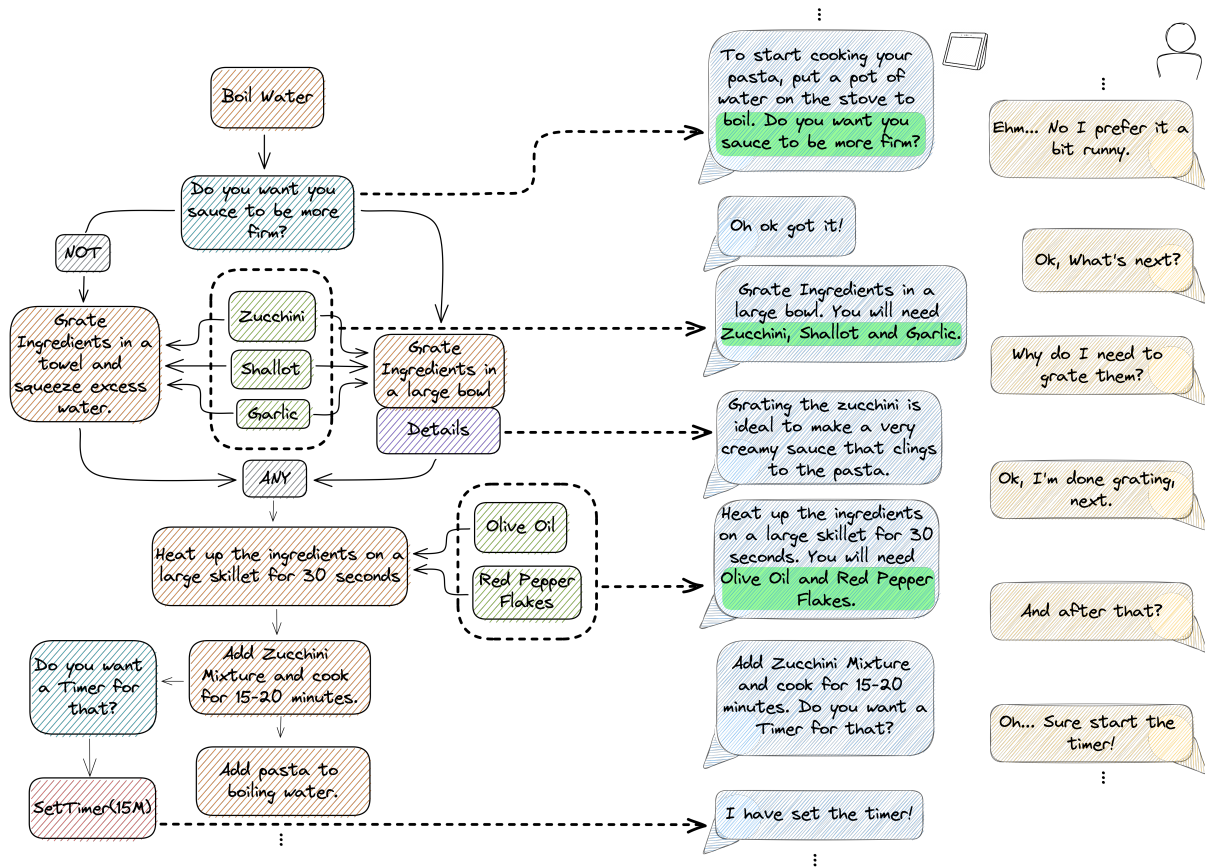 Boil Water
Do you want you
sauce to be more
firm?
NOT
Grate
Ingredients in a
towel and
squeeze excess
water.
Zucchini
Shallot
Garlic
Grate
Ingredients in
a large bowl
Details
ANY
Heat up the ingredients on a
large skillet for 30 seconds
Olive Oil
Red Pepper
Flakes
Do you want
a Timer for
that?
Add Zucchini
Mixture and cook
for 15-20 minutes.
SetTimer(15M)
Add pasta to
boiling water.
To start cooking your
pasta, put a pot of
water on the stove to
boil. Do you want you
sauce to be more firm?
Ehm... No I prefer it a
bit runny.
Oh ok got it!
Ok, What's next?
Grate Ingredients in a
large bowl. You will need
Zucchini, Shallot and Garlic.
Why do I need to
grate them?
Grating the zucchini is
ideal to make a very
creamy sauce that clings
to the pasta.
Ok, I'm done grating,
next.
Heat up the ingredients
on a large skillet for 30
seconds. You will need
Olive Oil and Red Pepper
Flakes.
And after that?
Add Zucchini Mixture
and cook for 15-20
minutes. Do you want a
Timer for that?
Oh... Sure start the
timer!
I have set the timer!